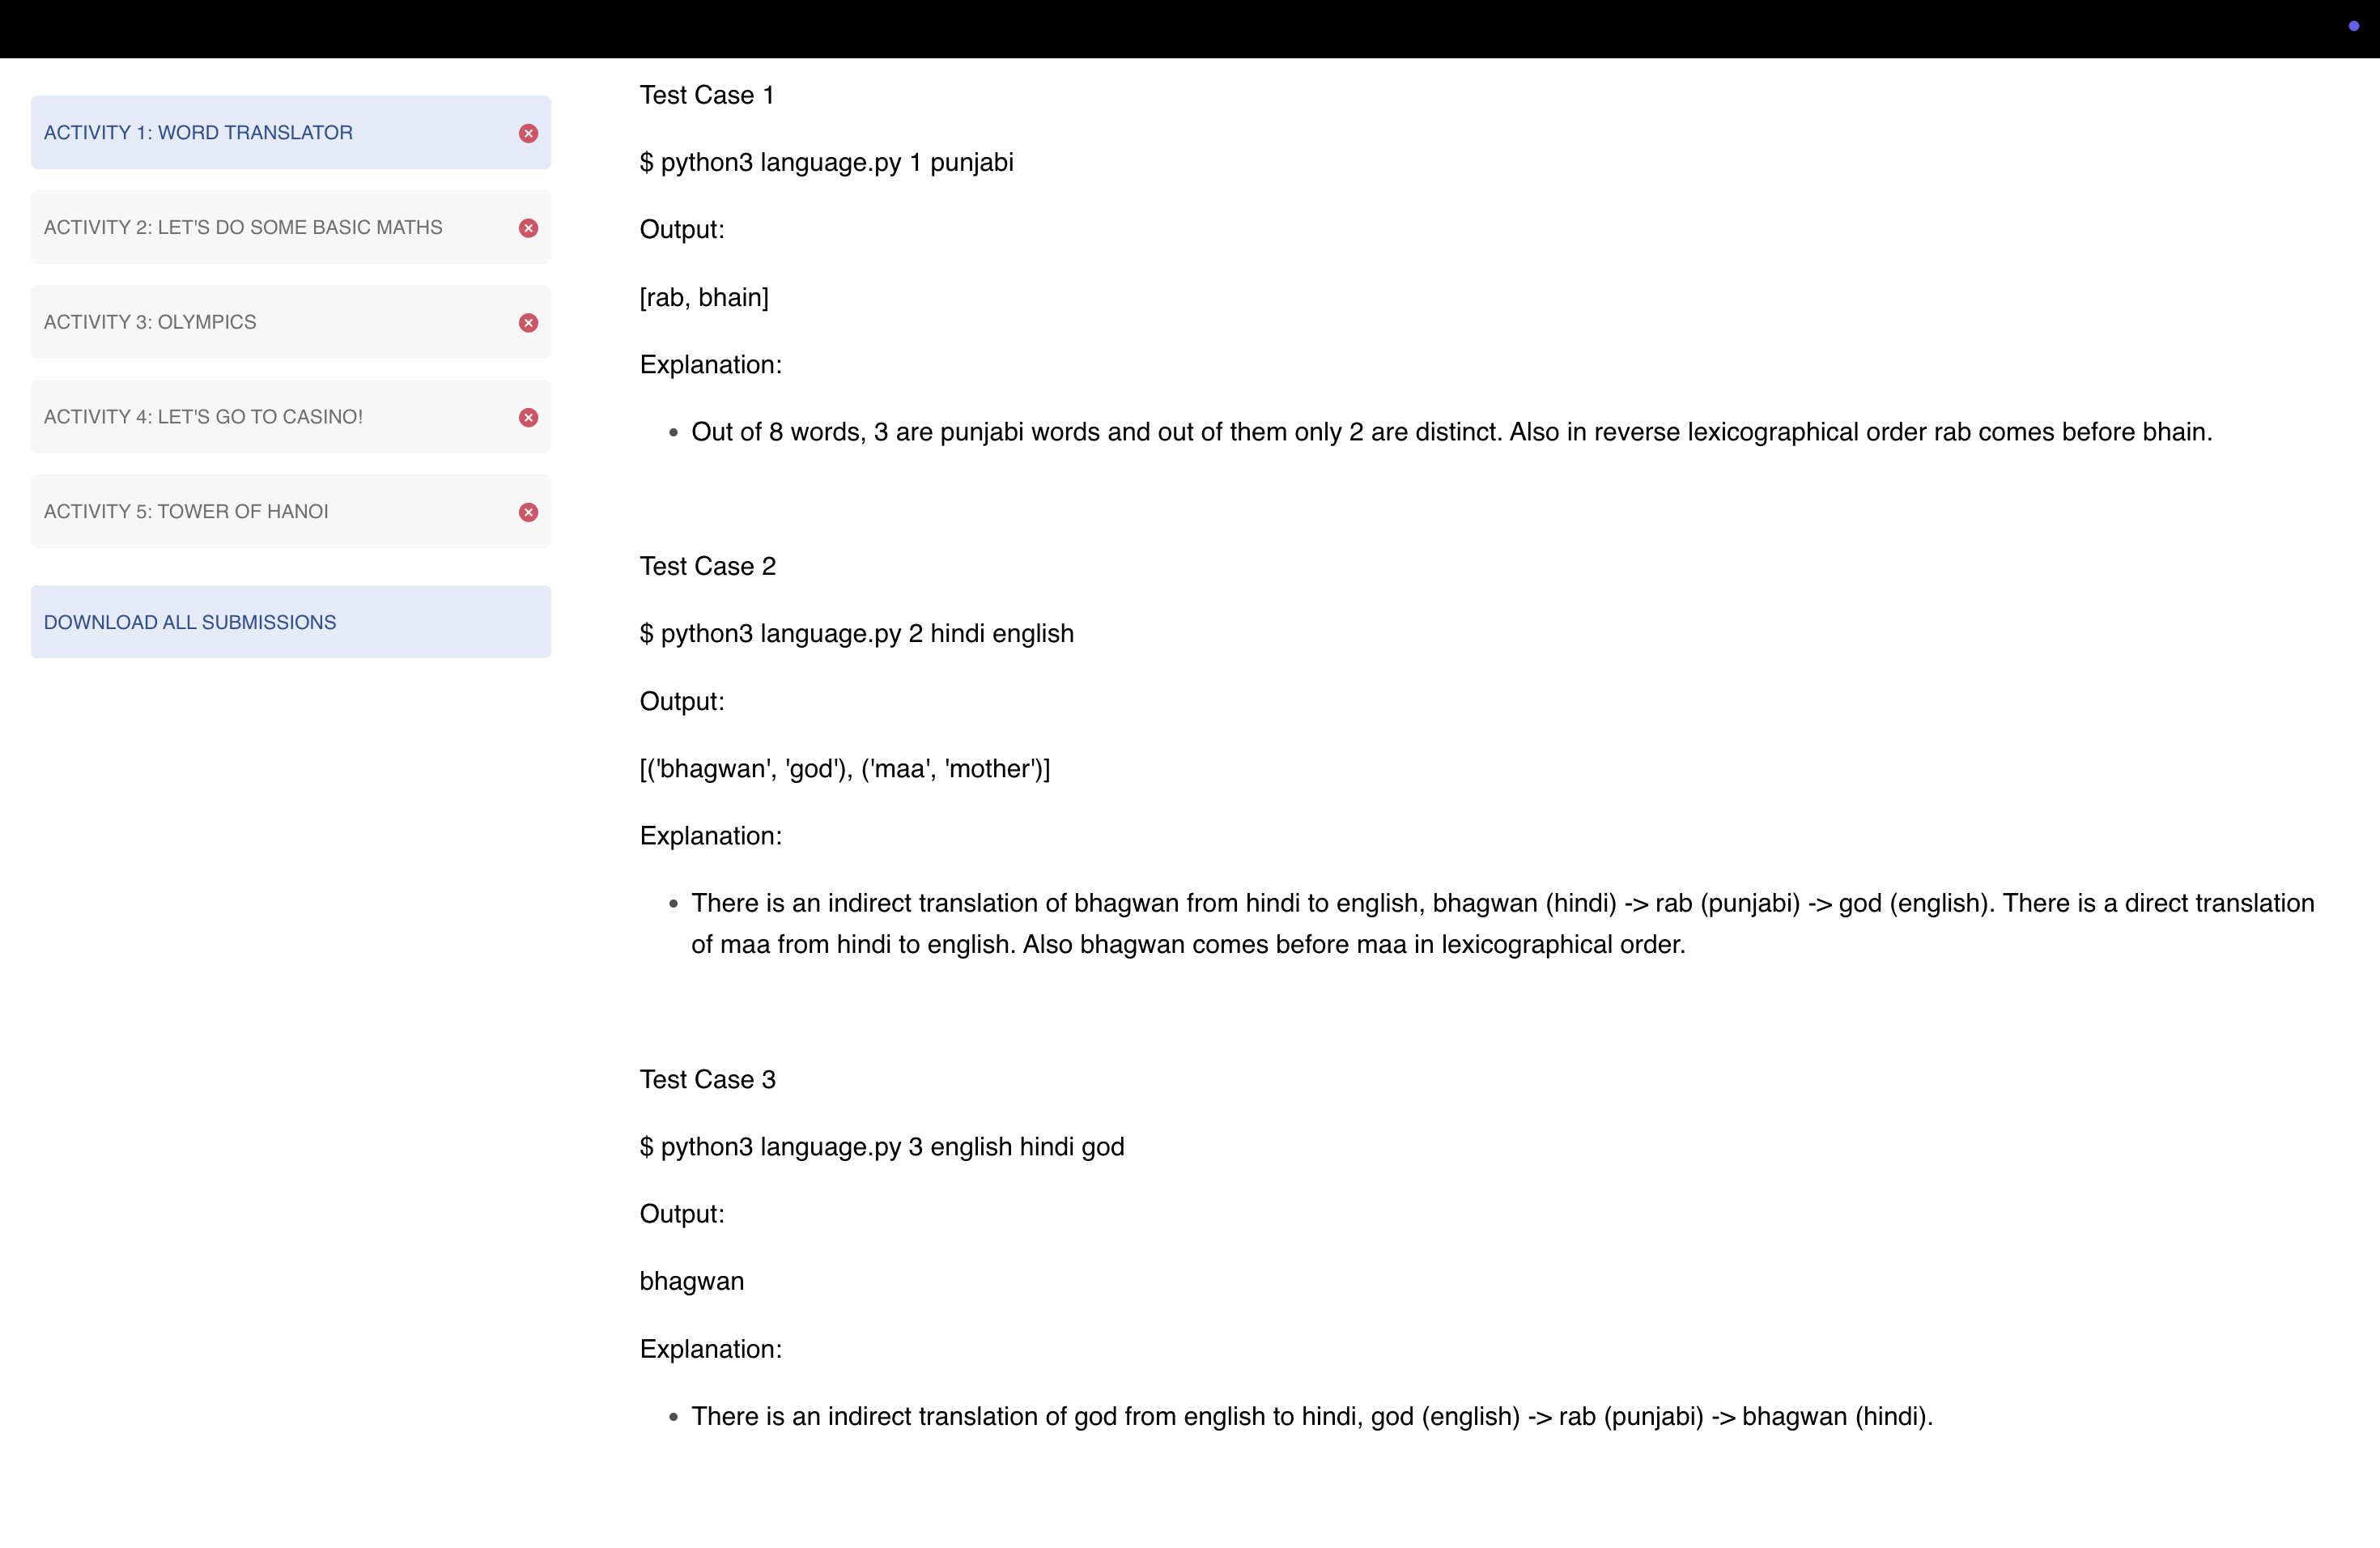 ACTIVITY 1: WORD TRANSLATOR
ACTIVITY 2: LET'S DO SOME BASIC MATHS
ACTIVITY 3: OLYMPICS
ACTIVITY 4: LET'S GO TO CASINO!
ACTIVITY 5: TOWER OF HANOI
DOWNLOAD ALL SUBMISSIONS
Test Case 1
$ python3 language.py 1 punjabi
Output:
[rab, bhain]
Explanation:
• Out of 8 words, 3 are punjabi words and out of them only 2 are distinct. Also in reverse lexicographical order rab comes before bhain.
Test Case 2
$ python3 language.py 2 hindi english
Output:
[('bhagwan', 'god'), ('maa', 'mother')]
Explanation:
• There is an indirect translation of bhagwan from hindi to english, bhagwan (hindi) -> rab (punjabi) -> god (english). There is a direct translation
of maa from hindi to english. Also bhagwan comes before maa in lexicographical order.
Test Case 3
$ python3 language.py 3 english hindi god
Output:
bhagwan
Explanation:
• There is an indirect translation of god from english to hindi, god (english) -> rab (punjabi) -> bhagwan (hindi).